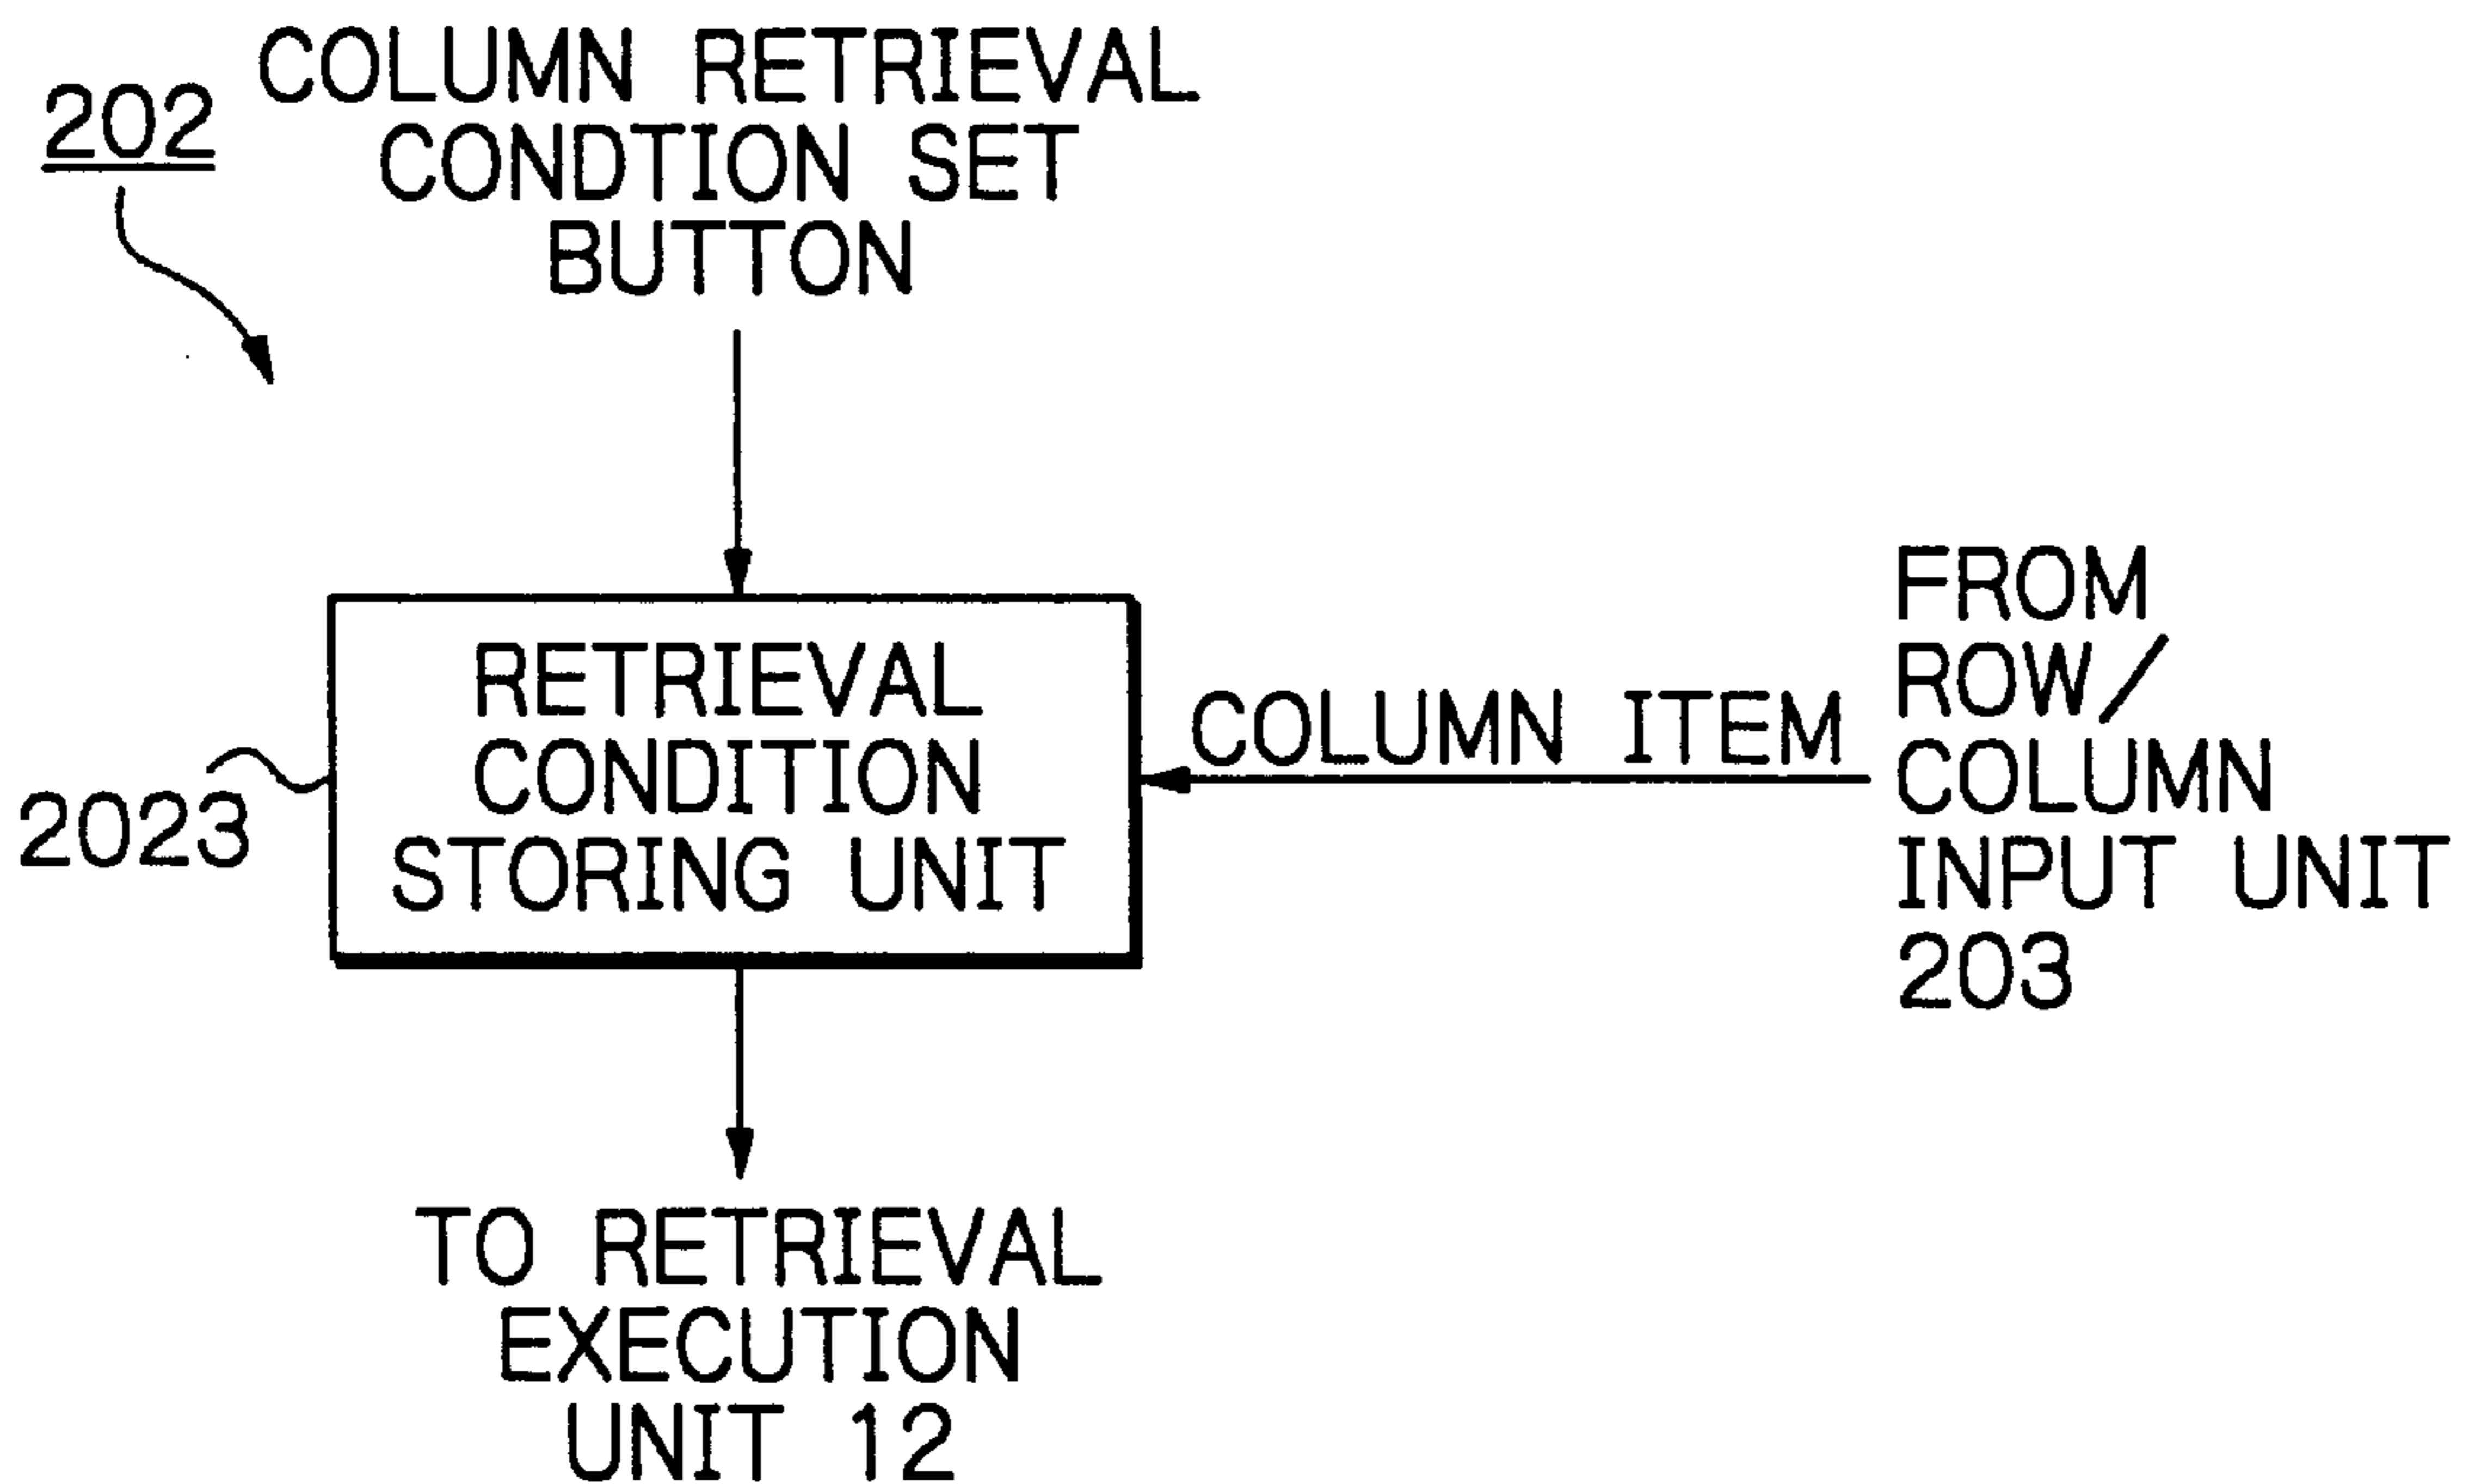 202
COLUMN RETRIEVAL
CONDTION SET
BUTTON
RETRIEVAL
CONDITION
STORING UNIT
2023
COLUMN ITEM
FROM
ROW/
COLUMN
INPUT UNIT
203
TO RETRIEVAL
EXECUTION
UNIT 12